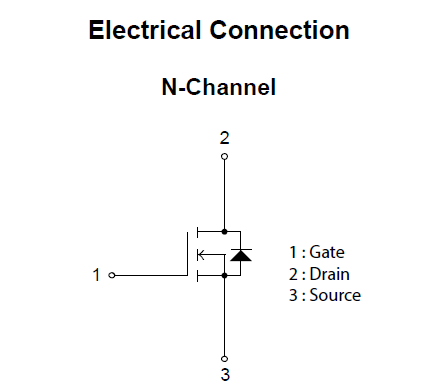 Electrical Connection
N-Channel
2
1
1 : Gate
2 : Drain
3 : Source
3